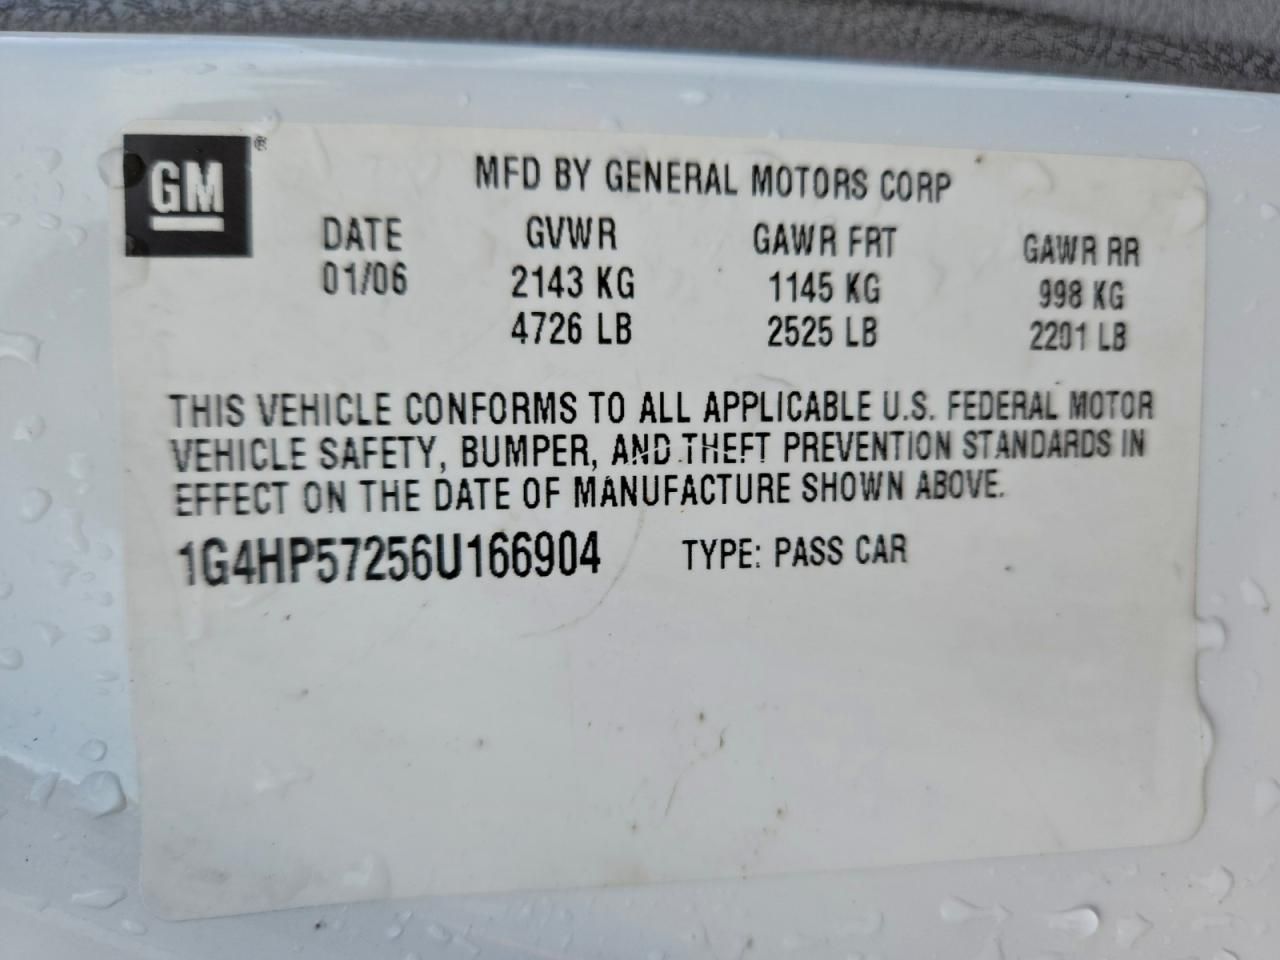 GM ®
MFD BY GENERAL MOTORS CORP
DATE GVWR GAWR FRT GAWR RR
01/06 2143 KG 1145 KG 998 KG
4726 LB 2525 LB 2201 LB
THIS VEHICLE CONFORMS TO ALL APPLICABLE U.S. FEDERAL MOTOR
VEHICLE SAFETY, BUMPER, AND THEFT PREVENTION STANDARDS IN
EFFECT ON THE DATE OF MANUFACTURE SHOWN ABOVE.
1G4HP57256U166904 TYPE: PASS CAR